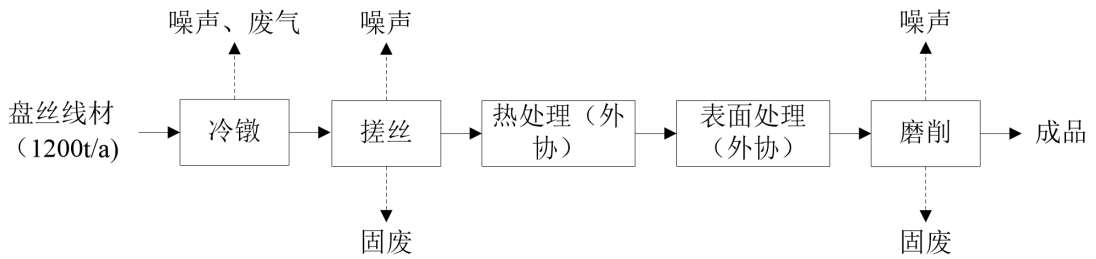 噪声、废气
噪声
噪声
盘丝线材
（1200t/a)
冷镦
搓丝
热处理（外
协）
表面处理
（外协）
磨削
成品
固废
固废